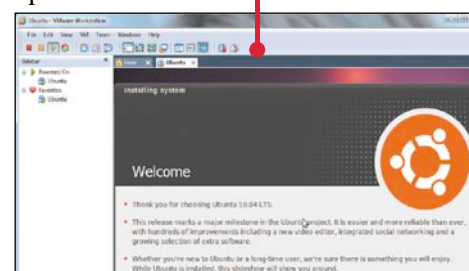 Ubuntu - VMware Workstation
File Edit View VM Team Windows Help
Sidebar
Home
Ubuntu
Powered On
Ubuntu
Favorites
Ubuntu
Installing system
Welcome
Thank you for choosing Ubuntu 10.04 LTS.
This release marks a major milestone in the Ubuntu project. It is easier and more reliable than ever,
with hundreds of improvements including a new video editor, integrated social networking and a
growing selection of extra software.
Whether you're new to Ubuntu or a long-time user, we're sure there is something you will enjoy.
While Ubuntu is installed, this slideshow will show you around.